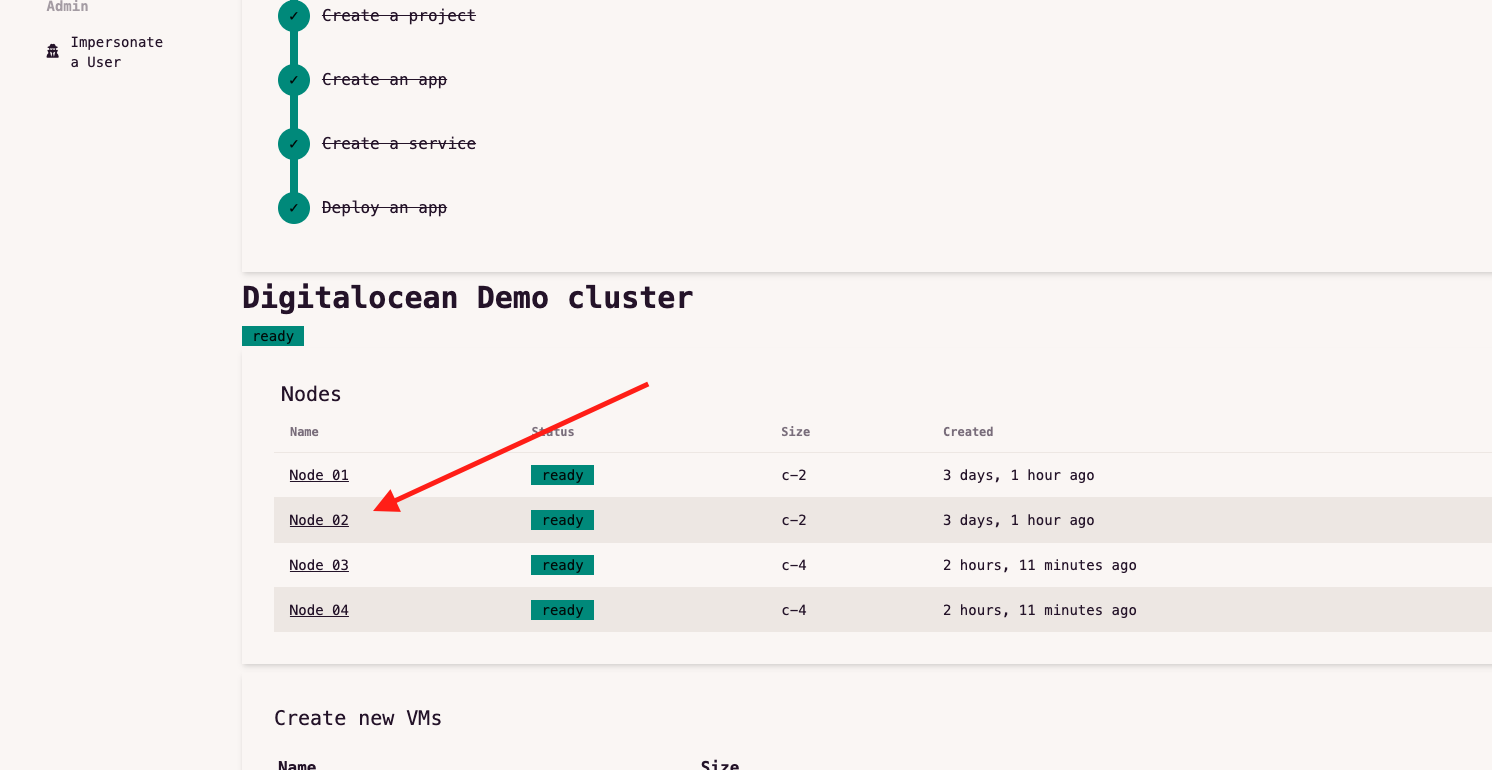 Admin
Impersonate
a User
✓ Create a project
✓ Create an app
✓ Create a service
✓ Deploy an app
Digitalocean Demo cluster
ready
Nodes
Name Status Size Created
Node 01 ready c-2 3 days, 1 hour ago
Node 02 ready c-2 3 days, 1 hour ago
Node 03 ready c-4 2 hours, 11 minutes ago
Node 04 ready c-4 2 hours, 11 minutes ago
Create new VMs
Name Size